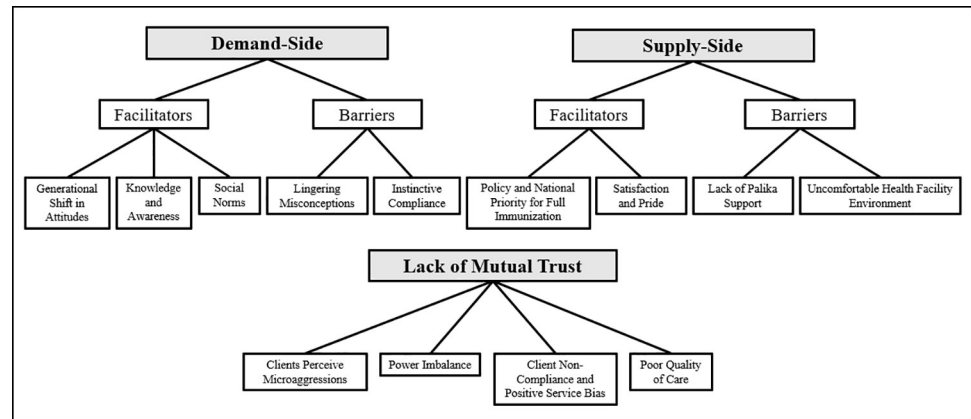 Demand-Side
Supply-Side
Facilitators
Barriers
Facilitators
Barriers
Generational
Shift in
Attitudes
Knowledge
and
Awareness
Social
Norms
Lingering
Misconceptions
Instinctive
Compliance
Policy and National
Priority for Full
Immunization
Satisfaction
and Pride
Lack of Palika
Support
Uncomfortable Health Facility
Environment
Lack of Mutual Trust
Clients Perceive
Microaggressions
Power Imbalance
Client Non-
Compliance and
Positive Service Bias
Poor Quality
of Care